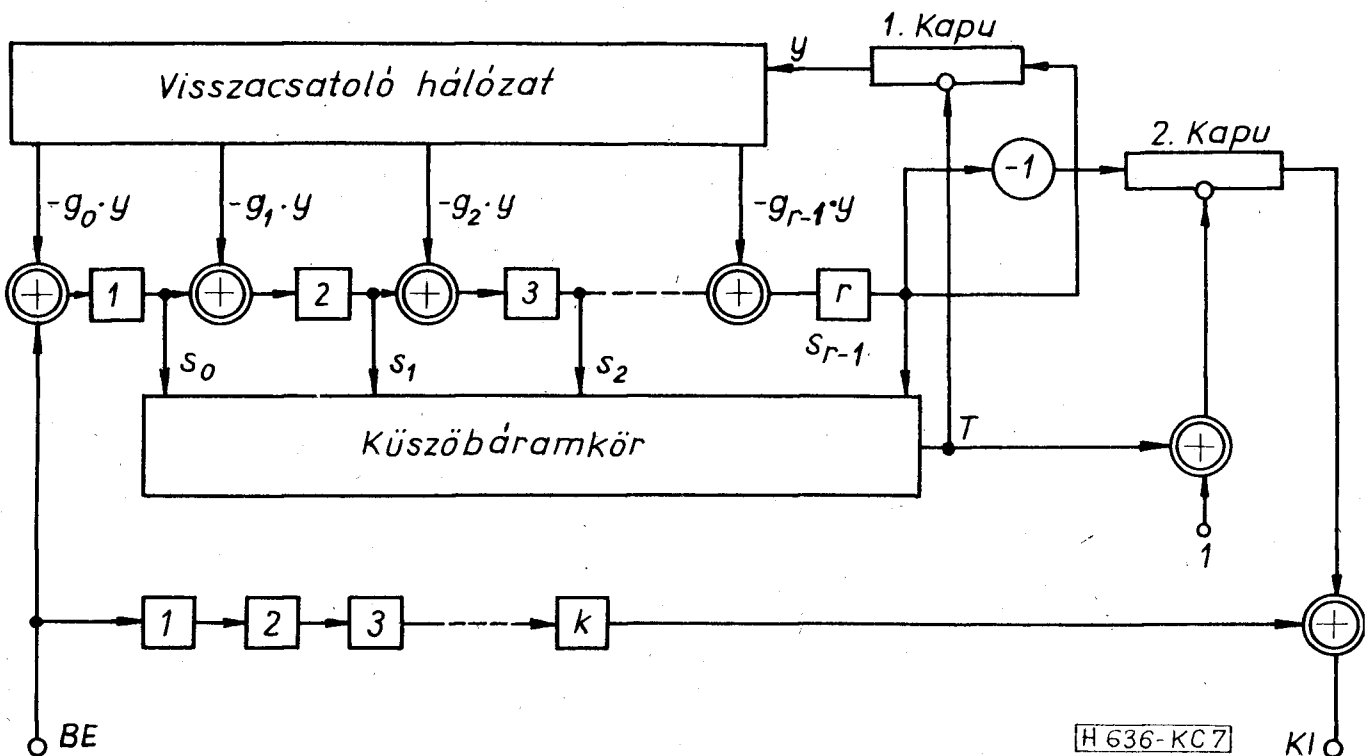 1. Kapu
y
Visszacsatoló hálózat
2. Kapu
-1
-g₀·y
-g₁·y
-g₂·y
-gᵣ₋₁·y
+
1
+
2
+
3
+
r
s₀
s₁
s₂
sᵣ₋₁
Küszöbáramkör
T
+
1
1
2
3
k
+
BE
H 636-KC7
KI